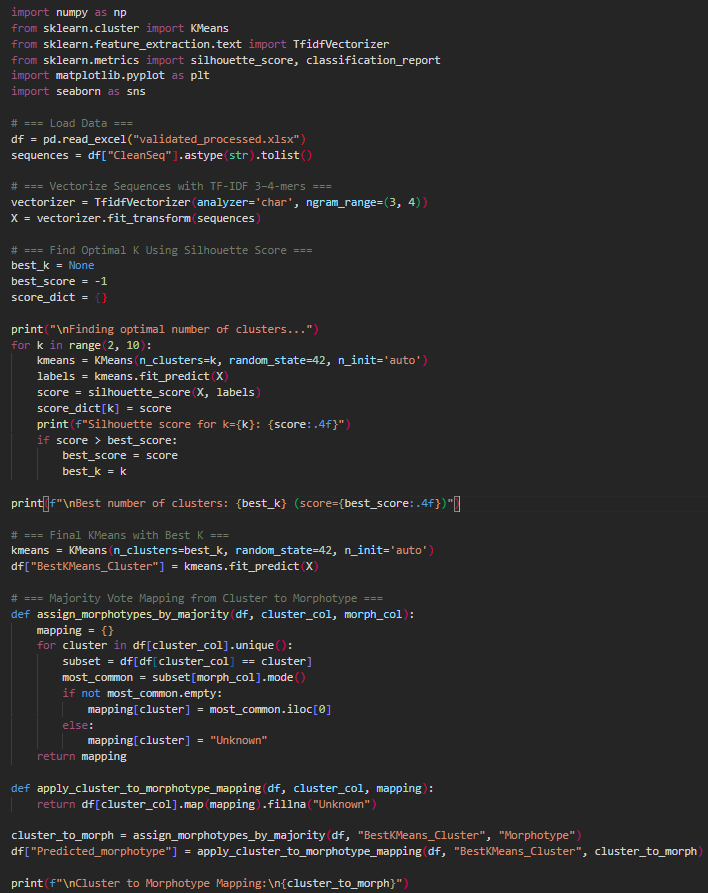 import numpy as np
from sklearn.cluster import KMeans
from sklearn.feature_extraction.text import TfidfVectorizer
from sklearn.metrics import silhouette_score, classification_report
import matplotlib.pyplot as plt
import seaborn as sns

# === Load Data ===
df = pd.read_excel("validated_processed.xlsx")
sequences = df["CleanSeq"].astype(str).tolist()

# === Vectorize Sequences with TF-IDF 3-4-mers ===
vectorizer = TfidfVectorizer(analyzer='char', ngram_range=(3, 4))
X = vectorizer.fit_transform(sequences)

# === Find Optimal K Using Silhouette Score ===
best_k = None
best_score = -1
score_dict = {}

print("\nFinding optimal number of clusters...")
for k in range(2, 10):
    kmeans = KMeans(n_clusters=k, random_state=42, n_init='auto')
    labels = kmeans.fit_predict(X)
    score = silhouette_score(X, labels)
    score_dict[k] = score
    print(f"Silhouette score for k={k}: {score:.4f}")
    if score > best_score:
        best_score = score
        best_k = k

print(f"\nBest number of clusters: {best_k} (score={best_score:.4f})")

# === Final KMeans with Best K ===
kmeans = KMeans(n_clusters=best_k, random_state=42, n_init='auto')
df["BestKMeans_Cluster"] = kmeans.fit_predict(X)

# === Majority Vote Mapping from Cluster to Morphotype ===
def assign_morphotypes_by_majority(df, cluster_col, morph_col):
    mapping = {}
    for cluster in df[cluster_col].unique():
        subset = df[df[cluster_col] == cluster]
        most_common = subset[morph_col].mode()
        if not most_common.empty:
            mapping[cluster] = most_common.iloc[0]
        else:
            mapping[cluster] = "Unknown"
    return mapping

def apply_cluster_to_morphotype_mapping(df, cluster_col, mapping):
    return df[cluster_col].map(mapping).fillna("Unknown")

cluster_to_morph = assign_morphotypes_by_majority(df, "BestKMeans_Cluster", "Morphotype")
df["Predicted_morphotype"] = apply_cluster_to_morphotype_mapping(df, "BestKMeans_Cluster", cluster_to_morph)

print(f"\nCluster to Morphotype Mapping:\n{cluster_to_morph}")